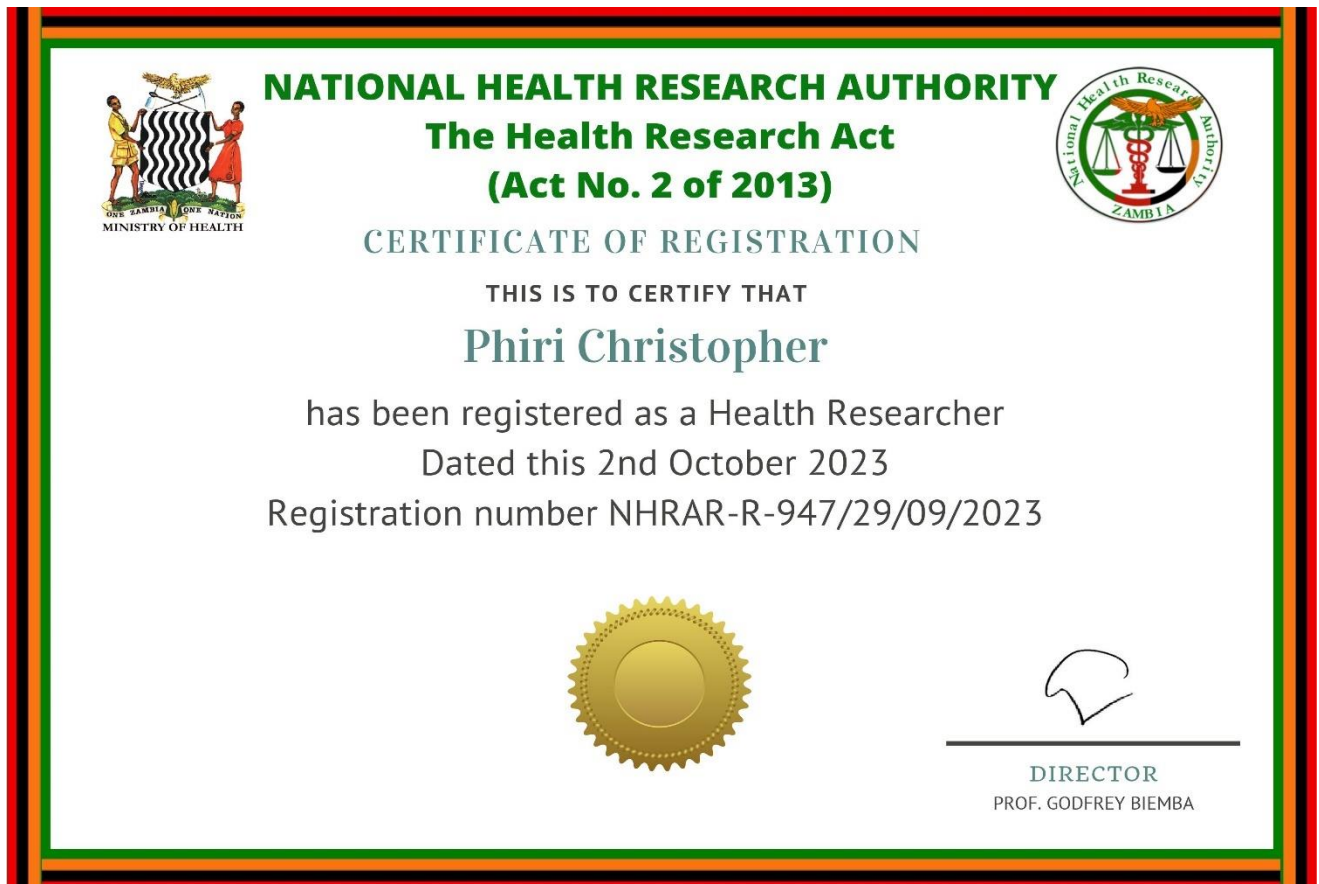 NATIONAL HEALTH RESEARCH AUTHORITY
The Health Research Act
(Act No. 2 of 2013)
ONE ZAMBIA ONE NATION
MINISTRY OF HEALTH
National Health Research Authority
ZAMBIA
CERTIFICATE OF REGISTRATION
THIS IS TO CERTIFY THAT
Phiri Christopher
has been registered as a Health Researcher
Dated this 2nd October 2023
Registration number NHRAR-R-947/29/09/2023
DIRECTOR
PROF. GODFREY BIEMBA